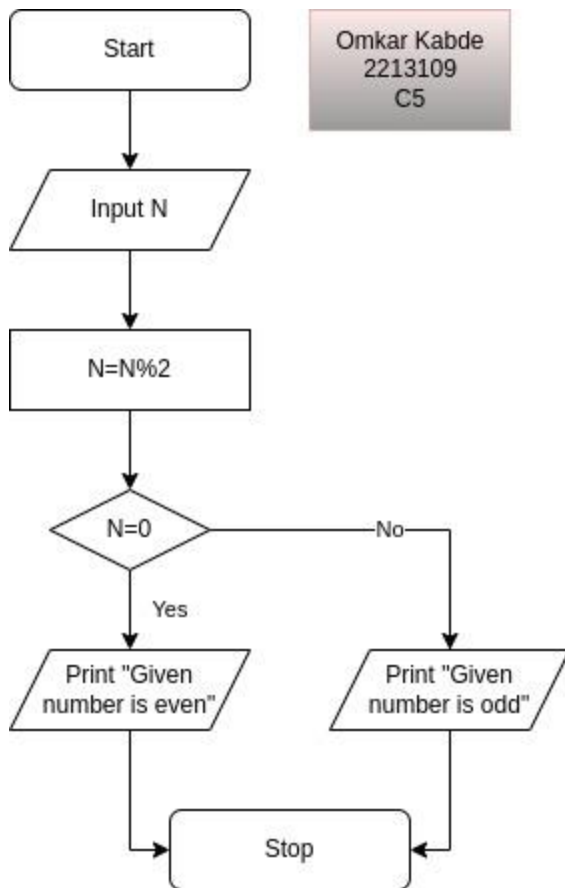 Start
Omkar Kabde
2213109
C5
Input N
N=N%2
N=0
No
Yes
Print "Given
number is even"
Print "Given
number is odd"
Stop